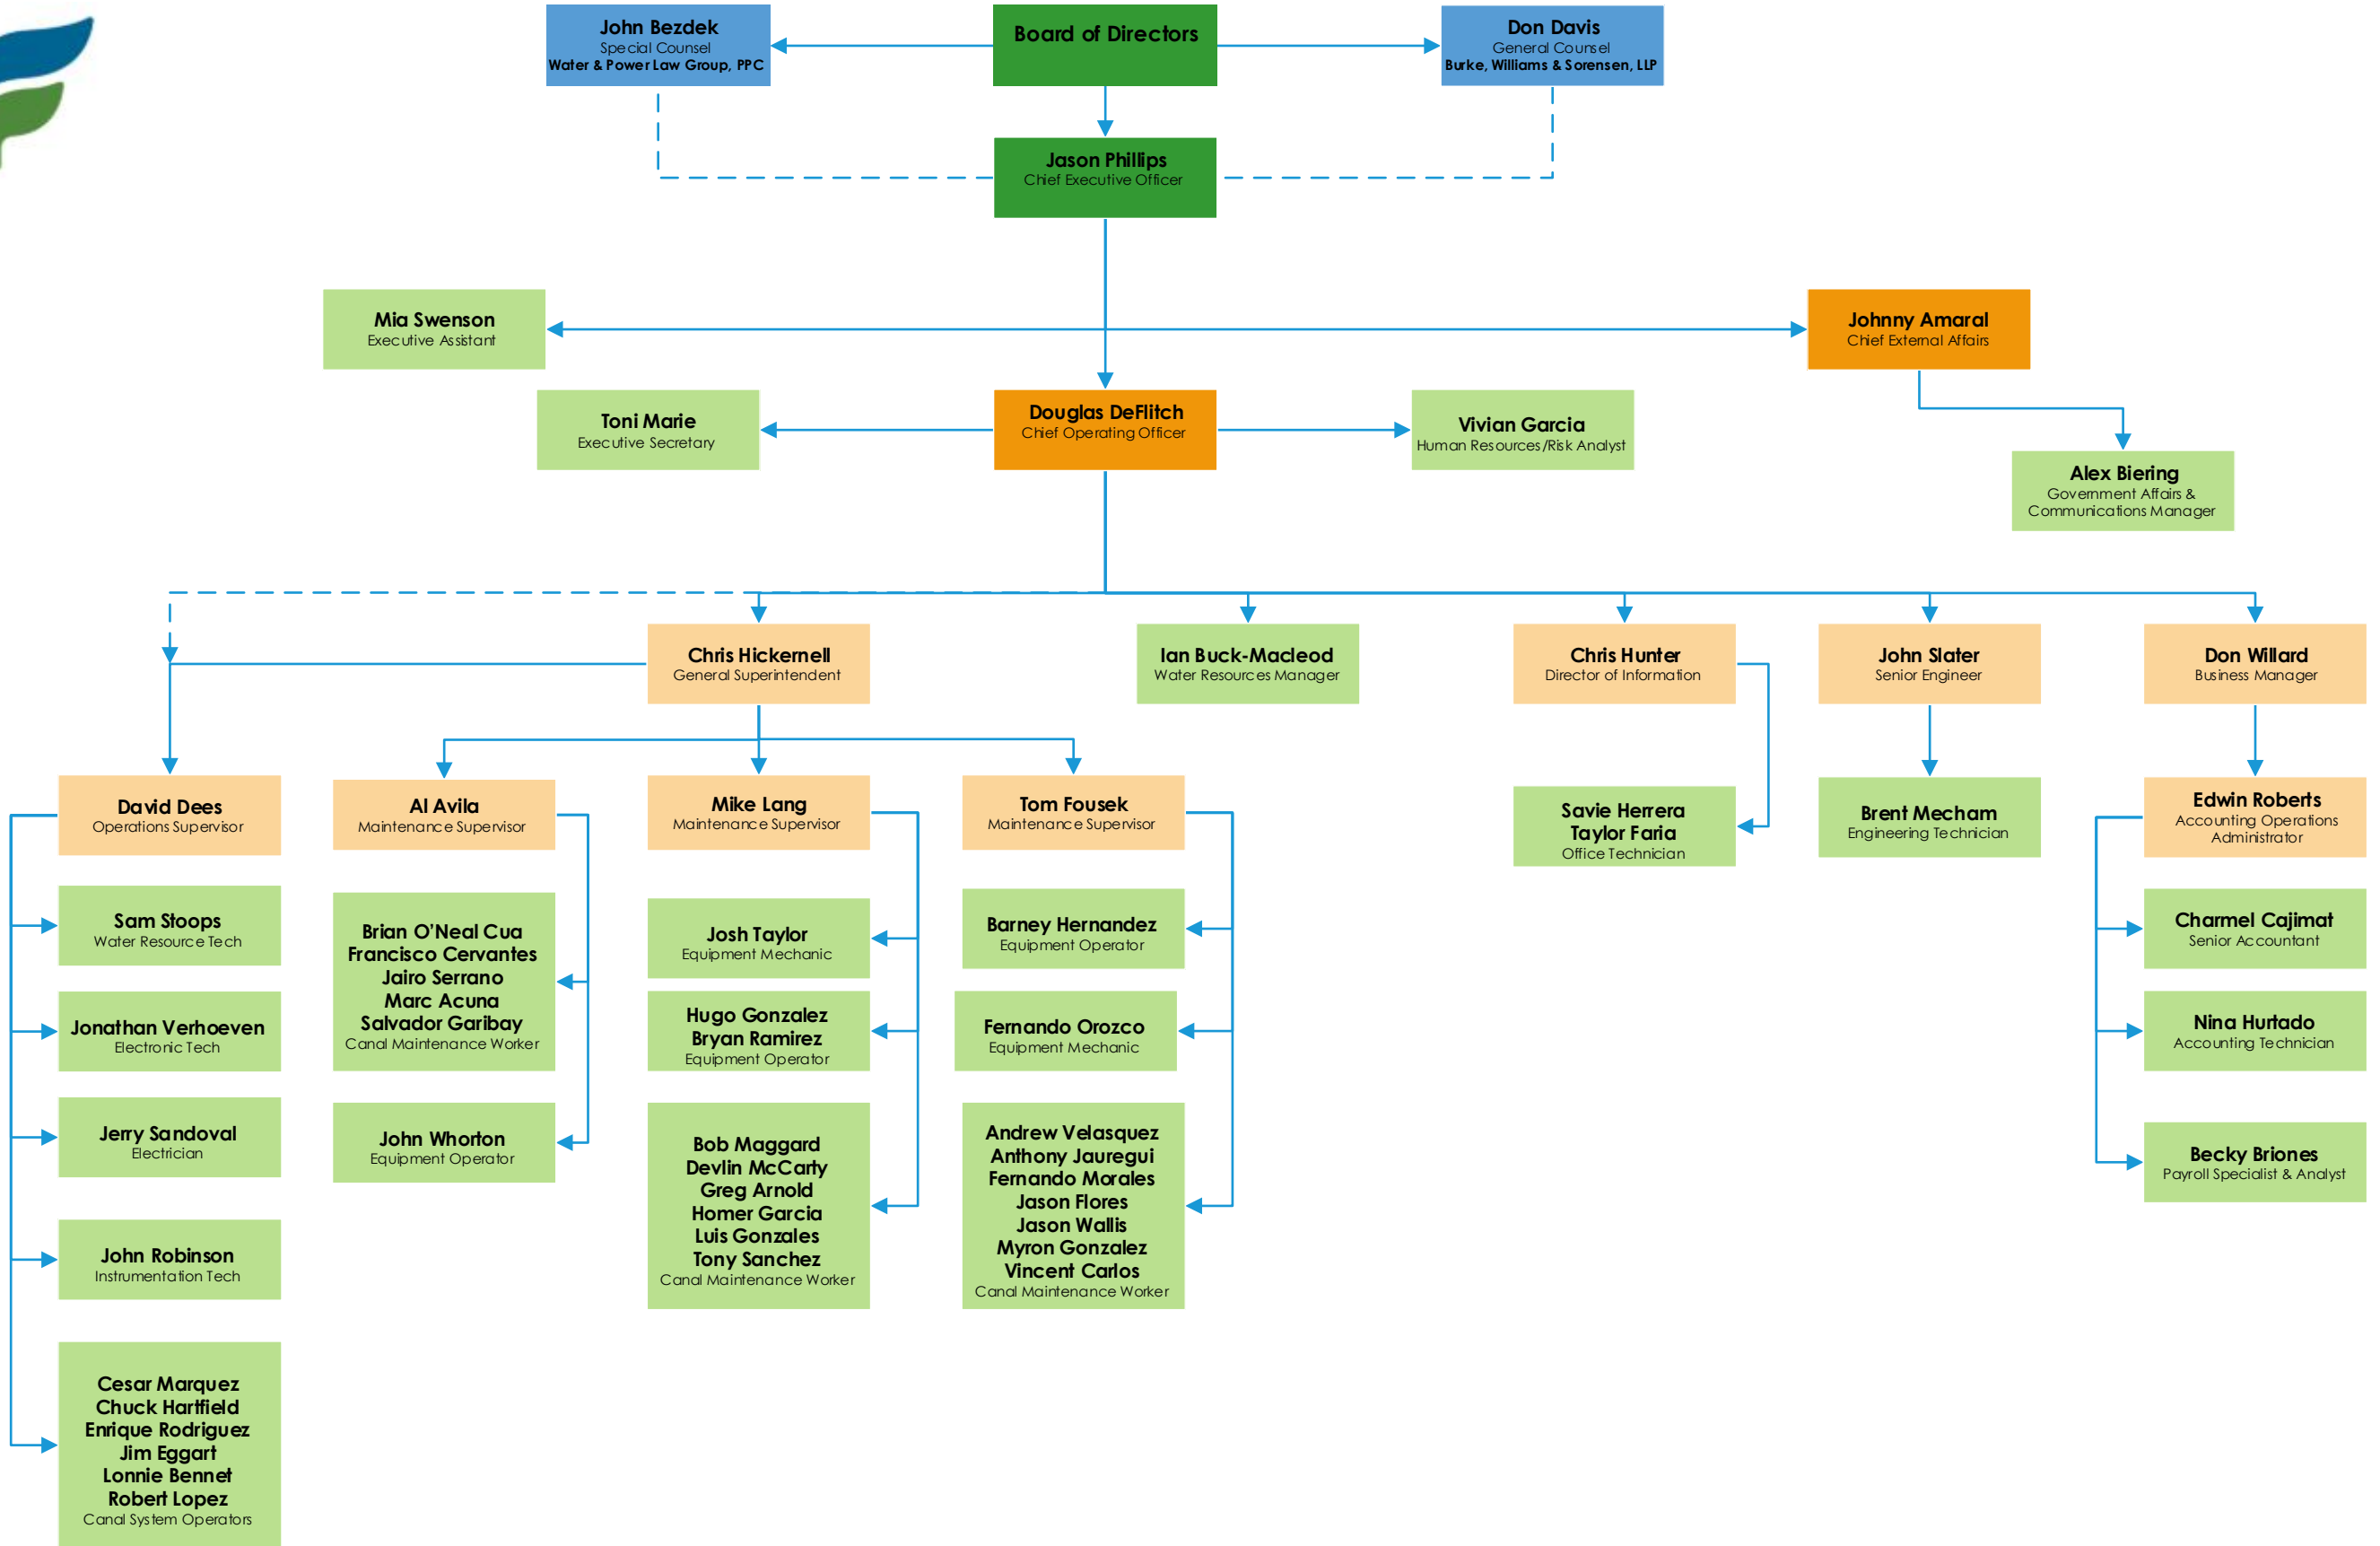 John Bezdek
Special Counsel
Water & Power Law Group, PPC
Board of Directors
Don Davis
General Counsel
Burke, Williams & Sorensen, LLP
Jason Phillips
Chief Executive Officer
Mia Swenson
Executive Assistant
Johnny Amaral
Chief External Affairs
Toni Marie
Executive Secretary
Douglas DeFlitch
Chief Operating Officer
Vivian Garcia
Human Resources/Risk Analyst
Alex Biering
Government Affairs &
Communications Manager
Chris Hickernell
General Superintendent
Ian Buck-Macleod
Water Resources Manager
Chris Hunter
Director of Information
John Slater
Senior Engineer
Don Willard
Business Manager
David Dees
Operations Supervisor
Al Avila
Maintenance Supervisor
Mike Lang
Maintenance Supervisor
Tom Fousek
Maintenance Supervisor
Savie Herrera
Taylor Faria
Office Technician
Brent Mecham
Engineering Technician
Edwin Roberts
Accounting Operations
Administrator
Sam Stoops
Water Resource Tech
Jonathan Verhoeven
Electronic Tech
Jerry Sandoval
Electrician
John Robinson
Instrumentation Tech
Cesar Marquez
Chuck Hartfield
Enrique Rodriguez
Jim Eggart
Lonnie Bennet
Robert Lopez
Canal System Operators
Brian O’Neal Cua
Francisco Cervantes
Jairo Serrano
Marc Acuna
Salvador Garibay
Canal Maintenance Worker
John Whorton
Equipment Operator
Josh Taylor
Equipment Mechanic
Hugo Gonzalez
Bryan Ramirez
Equipment Operator
Bob Maggard
Devlin McCarty
Greg Arnold
Homer Garcia
Luis Gonzales
Tony Sanchez
Canal Maintenance Worker
Barney Hernandez
Equipment Operator
Fernando Orozco
Equipment Mechanic
Andrew Velasquez
Anthony Jauregui
Fernando Morales
Jason Flores
Jason Wallis
Myron Gonzalez
Vincent Carlos
Canal Maintenance Worker
Charmel Cajimat
Senior Accountant
Nina Hurtado
Accounting Technician
Becky Briones
Payroll Specialist & Analyst